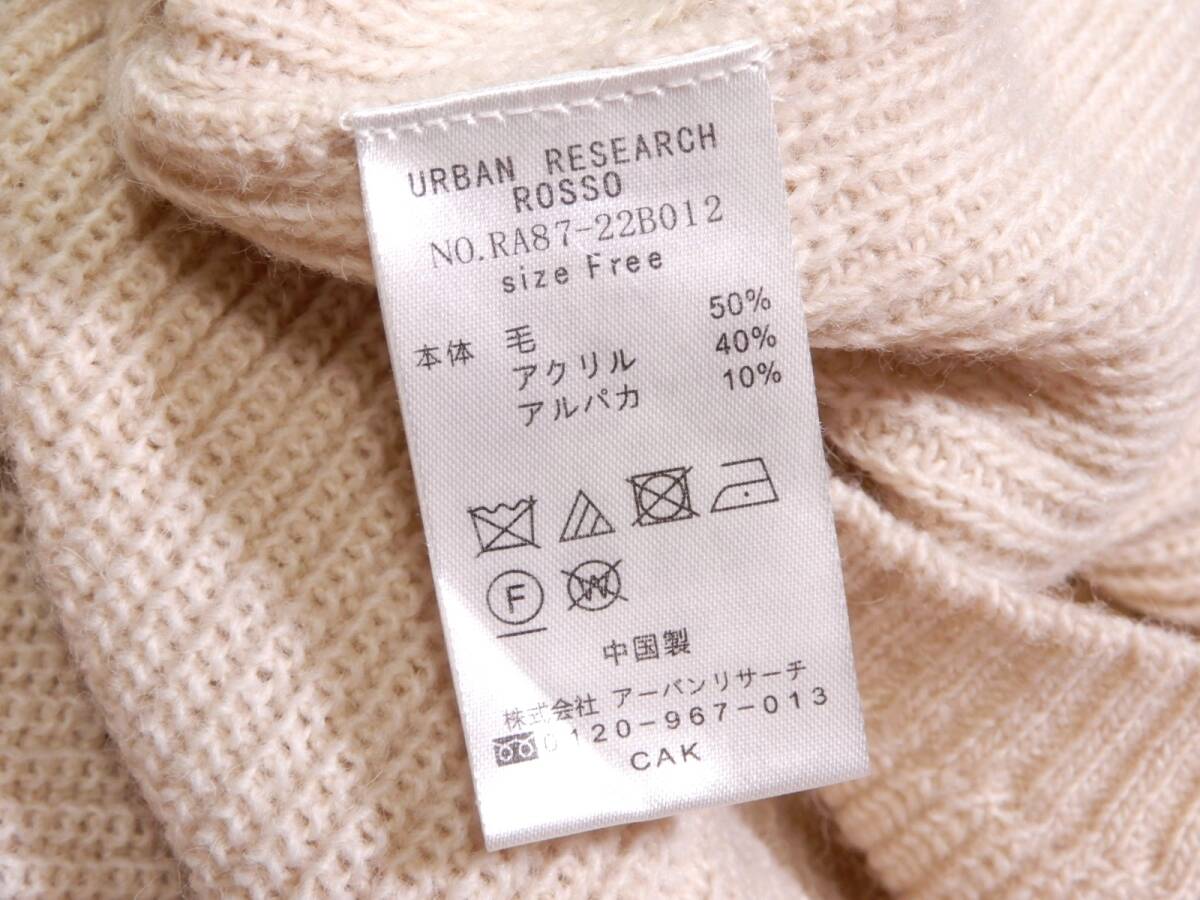 URBAN RESEARCH
ROSSO
NO.RA87-22B012
size Free
本体 毛 50%
アクリル 40%
アルパカ 10%
F W
中国製
株式会社 アーバンリサーチ
0120-967-013
CAK